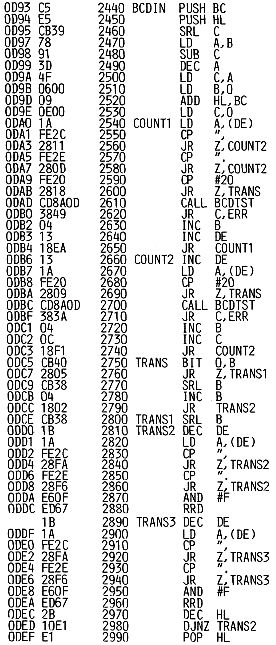 0D93 C5 2440 BCDIN PUSH BC
0D94 E5 2450 PUSH HL
0D95 CB39 2460 SRL C
0D97 78 2470 LD A,B
0D98 91 2480 SUB C
0D99 3D 2490 DEC A
0D9A 4F 2500 LD C,A
0D9B 0600 2510 LD B,0
0D9D 09 2520 ADD HL,BC
0D9E 0E00 2530 LD C,0
0DA0 1A 2540 COUNT1 LD A,(DE)
0DA1 FE2C 2550 CP ",
0DA3 2811 2560 JR Z,COUNT2
0DA5 FE2E 2570 CP ".
0DA7 280D 2580 JR Z,COUNT2
0DA9 FE20 2590 CP #20
0DAB 2818 2600 JR Z,TRANS
0DAD CD8A0D 2610 CALL BCDTST
0DB0 3849 2620 JR C,ERR
0DB2 04 2630 INC B
0DB3 13 2640 INC DE
0DB4 18EA 2650 JR COUNT1
0DB6 13 2660 COUNT2 INC DE
0DB7 1A 2670 LD A,(DE)
0DB8 FE20 2680 CP #20
0DBA 2809 2690 JR Z,TRANS
0DBC CD8A0D 2700 CALL BCDTST
0DBF 383A 2710 JR C,ERR
0DC1 04 2720 INC B
0DC2 0C 2730 INC C
0DC3 18F1 2740 JR COUNT2
0DC5 CB40 2750 TRANS BIT 0,B
0DC7 2805 2760 JR Z,TRANS1
0DC9 CB38 2770 SRL B
0DCB 04 2780 INC B
0DCC 1802 2790 JR TRANS2
0DCE CB38 2800 TRANS1 SRL B
0DD0 1B 2810 TRANS2 DEC DE
0DD1 1A 2820 LD A,(DE)
0DD2 FE2C 2830 CP ",
0DD4 28FA 2840 JR Z,TRANS2
0DD6 FE2E 2850 CP ".
0DD8 28F6 2860 JR Z,TRANS2
0DDA E60F 2870 AND #F
0DDC ED67 2880 RRD
1B 2890 TRANS3 DEC DE
0DDF 1A 2900 LD A,(DE)
0DE0 FE2C 2910 CP ",
0DE2 28FA 2920 JR Z,TRANS3
0DE4 FE2E 2930 CP ".
0DE6 28F6 2940 JR Z,TRANS3
0DE8 E60F 2950 AND #F
0DEA ED67 2960 RRD
0DEC 2B 2970 DEC HL
0DED 10E1 2980 DJNZ TRANS2
0DEF E1 2990 POP HL